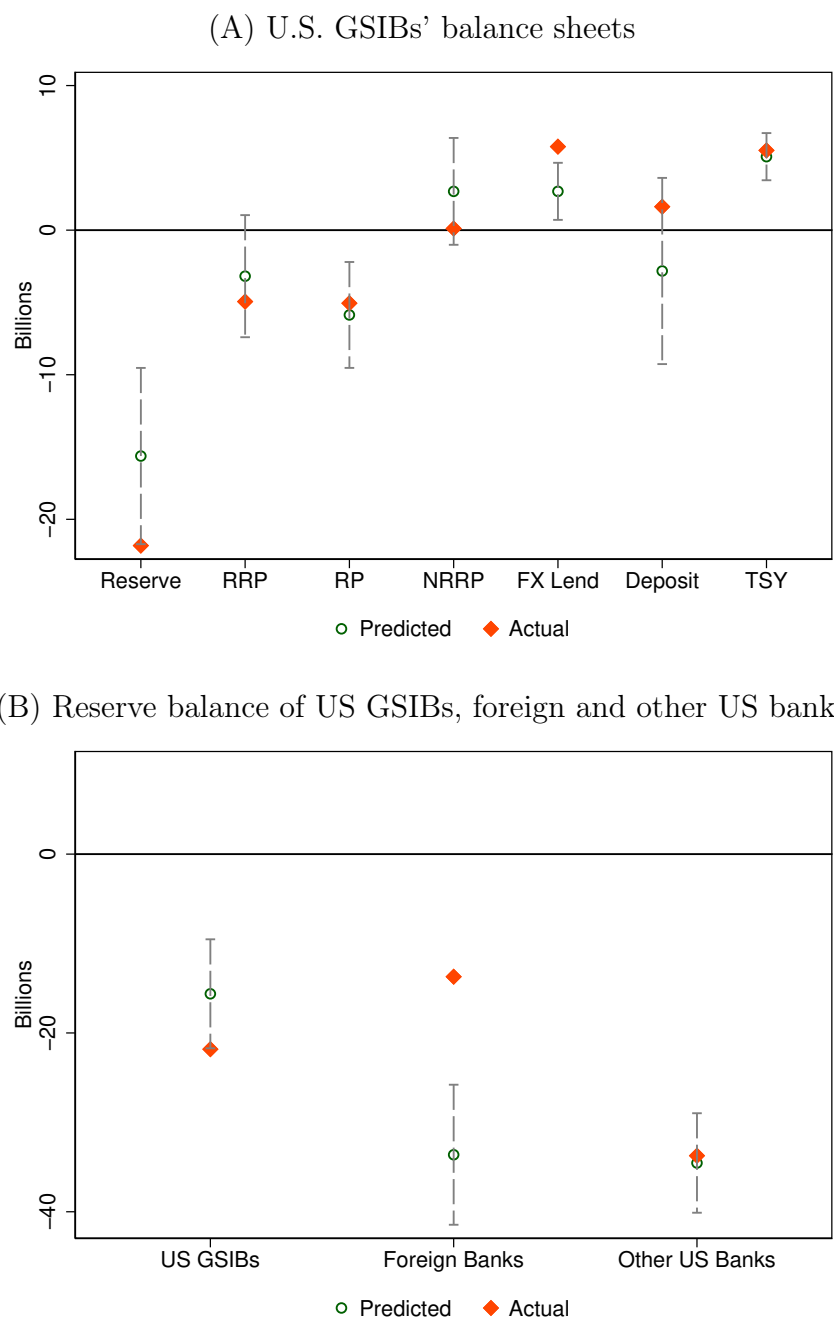 (A) U.S. GSIBs' balance sheets
10
0
−10
−20
Billions
Reserve RRP RP NRRP FX Lend Deposit TSY
Predicted Actual
(B) Reserve balance of US GSIBs, foreign and other US bank
0
−20
−40
Billions
US GSIBs Foreign Banks Other US Banks
Predicted Actual